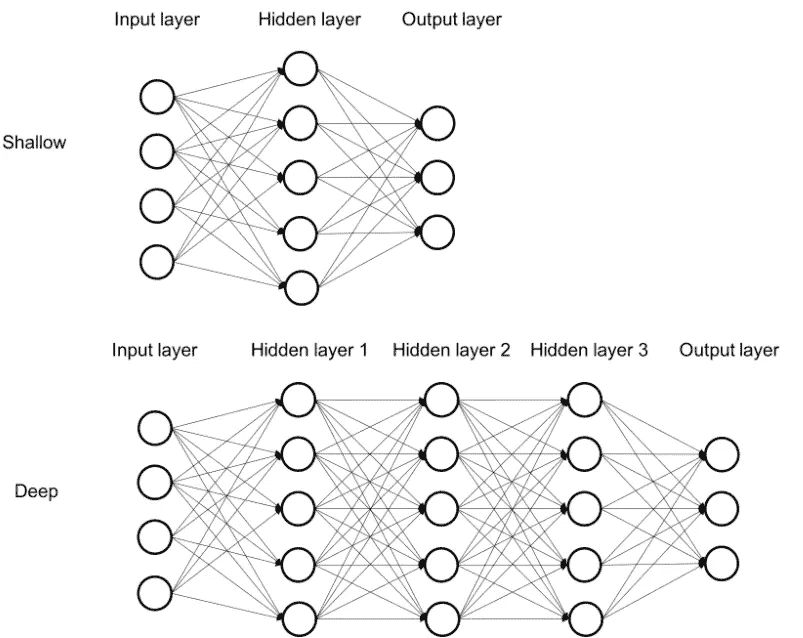 Input layer Hidden layer Output layer
Shallow
Input layer Hidden layer 1 Hidden layer 2 Hidden layer 3 Output layer
Deep